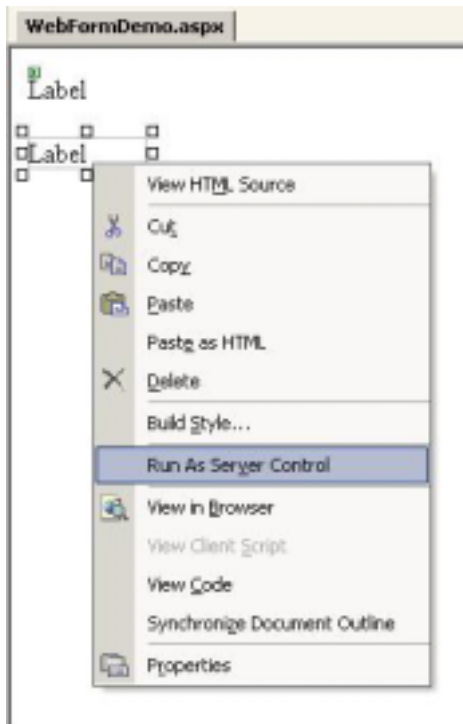 WebFormDemo.aspx
Label
Label
View HTML Source
Cut
Copy
Paste
Paste as HTML
Delete
Build Style...
Run As Server Control
View in Browser
View Client Script
View Code
Synchronize Document Outline
Properties